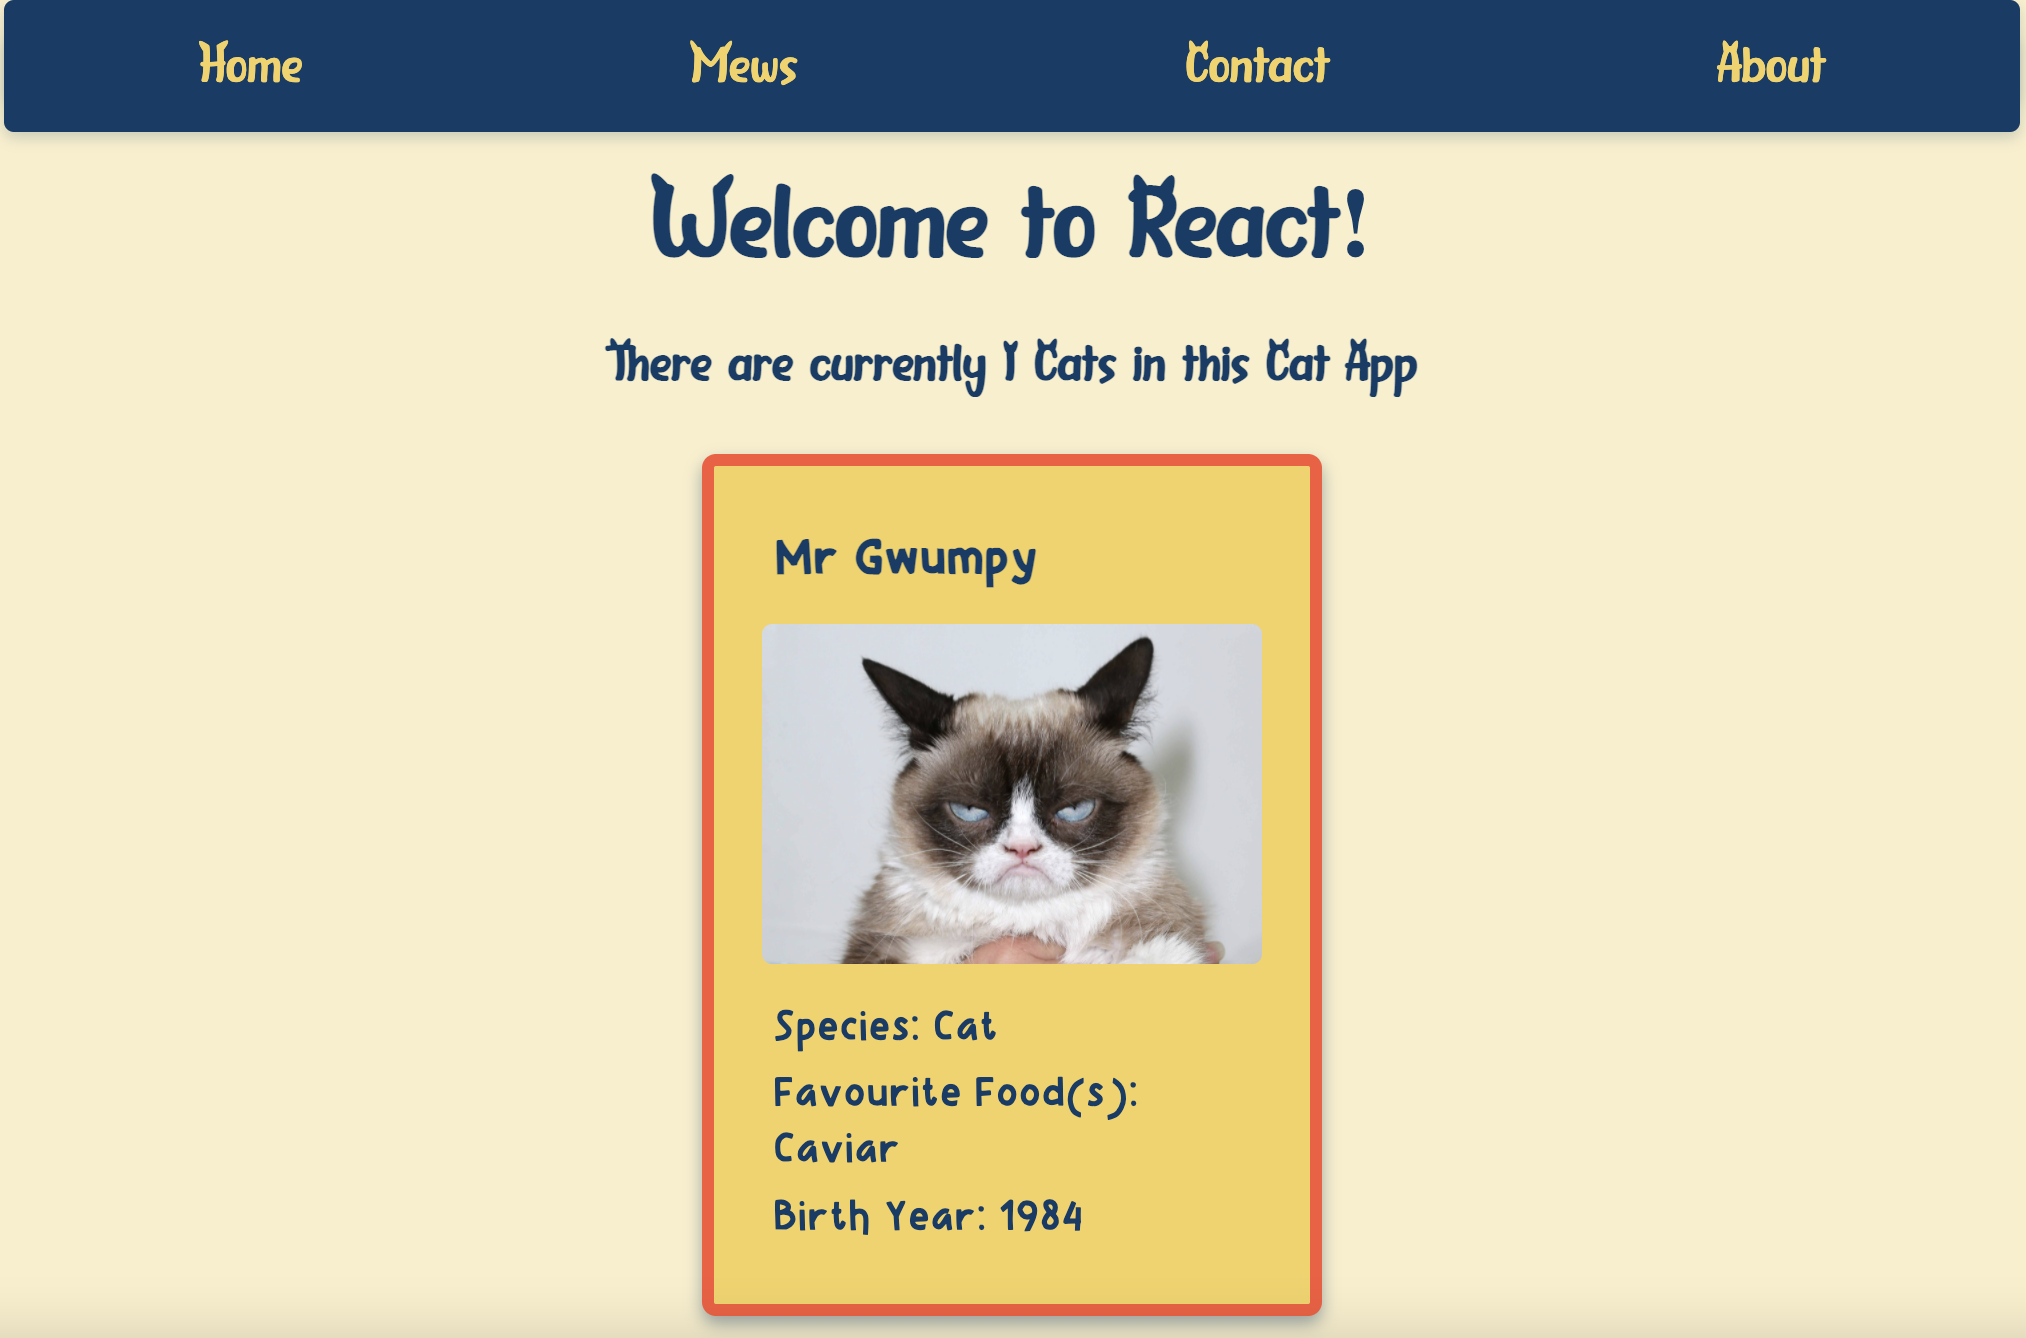 Home Mews Contact About
Welcome to React!
There are currently 1 Cats in this Cat App
Mr Gwumpy
Species: Cat
Favourite Food(s):
Caviar
Birth Year: 1984